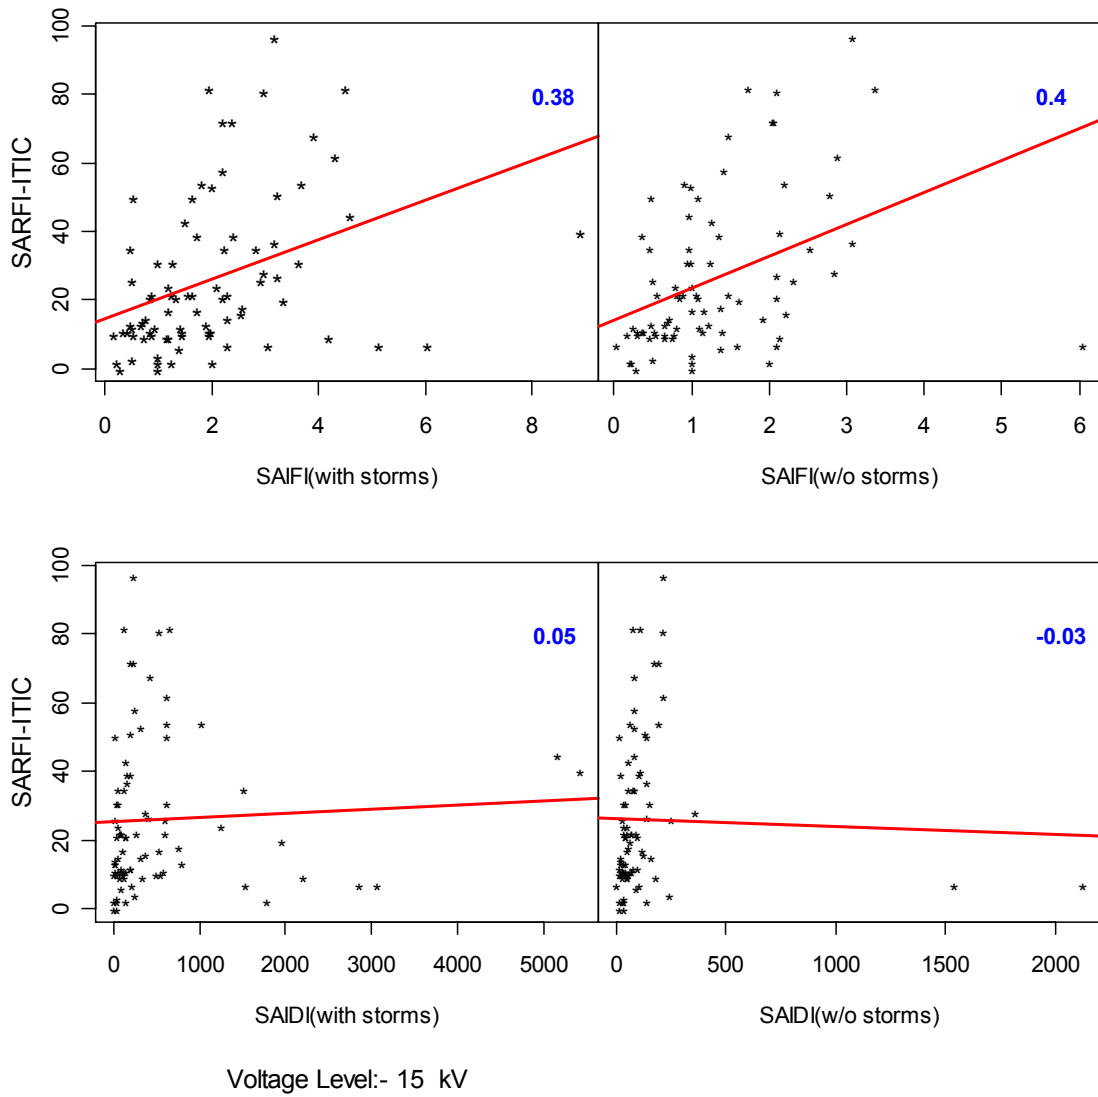 100
80
60
40
20
0
SARFI-ITIC
0.38
0.4
0 2 4 6 8
0 1 2 3 4 5 6
SAIFI(with storms)
SAIFI(w/o storms)
100
80
60
40
20
0
SARFI-ITIC
0.05
-0.03
0 1000 2000 3000 4000 5000
0 500 1000 1500 2000
SAIDI(with storms)
SAIDI(w/o storms)
Voltage Level:- 15 kV